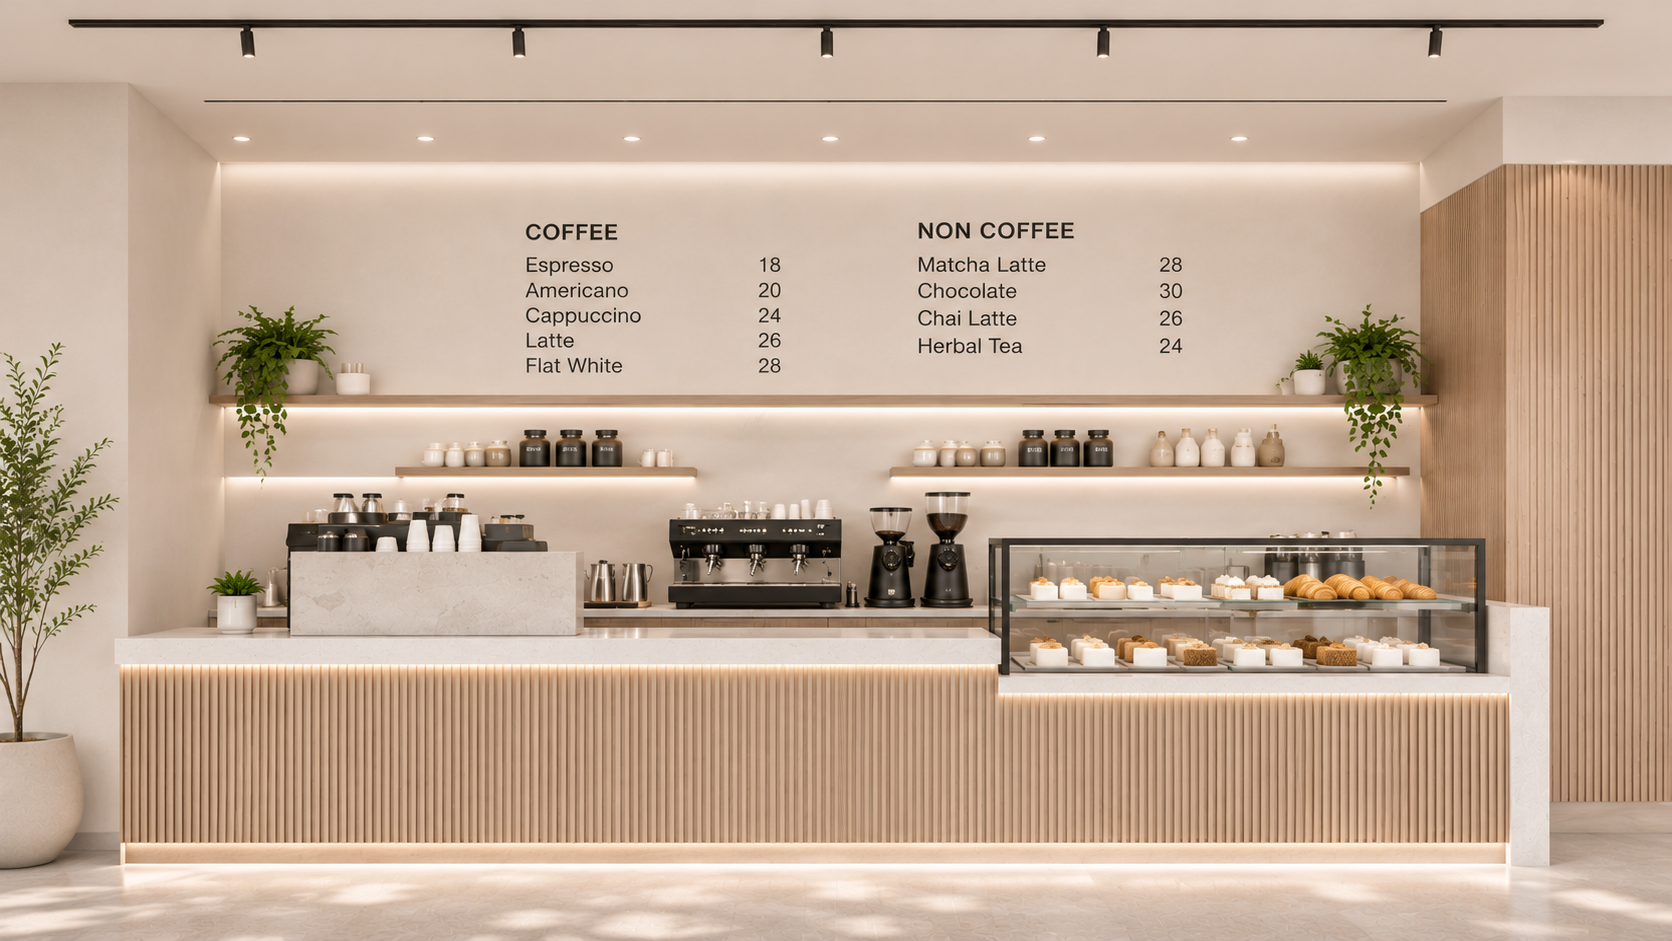 COFFEE
Espresso 18
Americano 20
Cappuccino 24
Latte 26
Flat White 28
NON COFFEE
Matcha Latte 28
Chocolate 30
Chai Latte 26
Herbal Tea 24